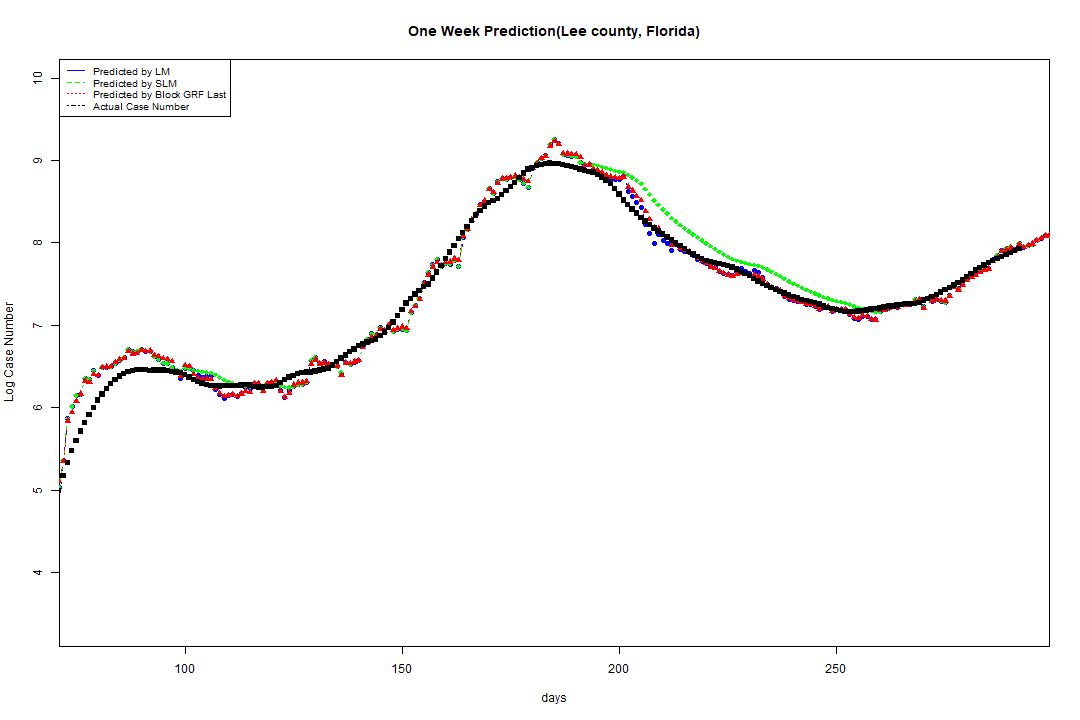 One Week Prediction(Lee county, Florida)
Predicted by LM
Predicted by SLM
Predicted by Block GRF Last
Actual Case Number
10
9
8
7
6
5
4
Log Case Number
100 150 200 250
days